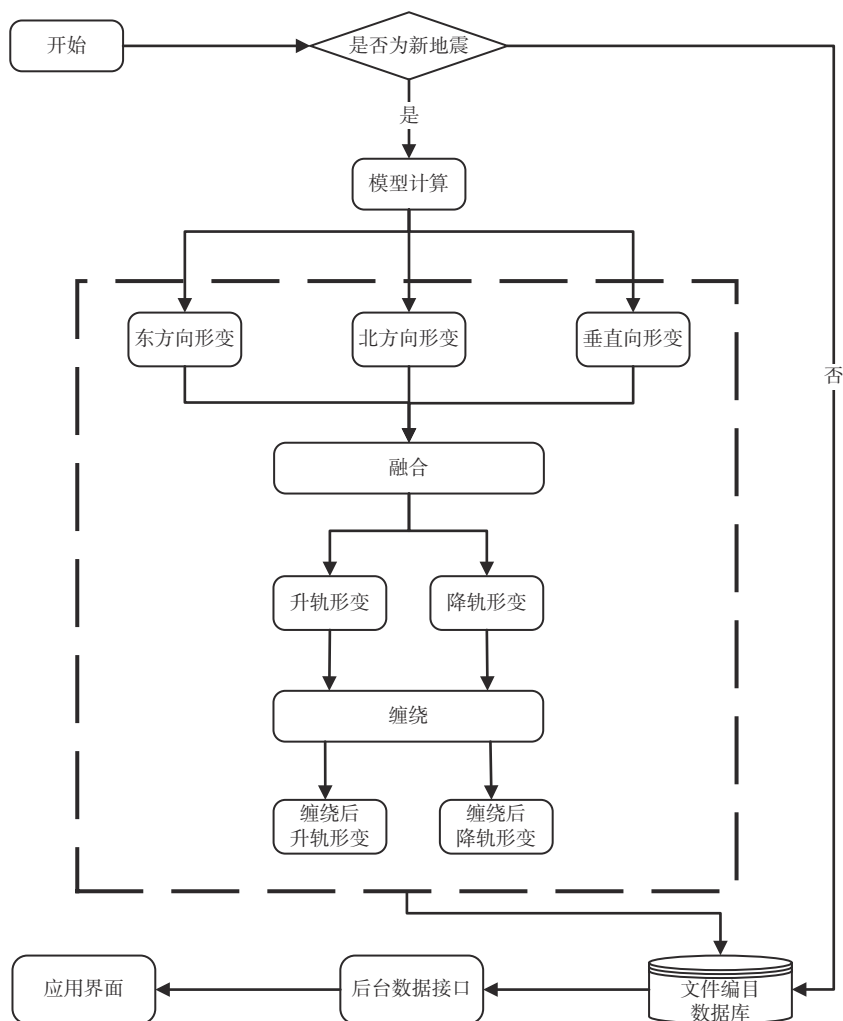 开始
是否为新地震
是
模型计算
东方向形变
北方向形变
垂直向形变
否
融合
升轨形变
降轨形变
缠绕
缠绕后
升轨形变
缠绕后
降轨形变
应用界面
后台数据接口
文件编目
数据库